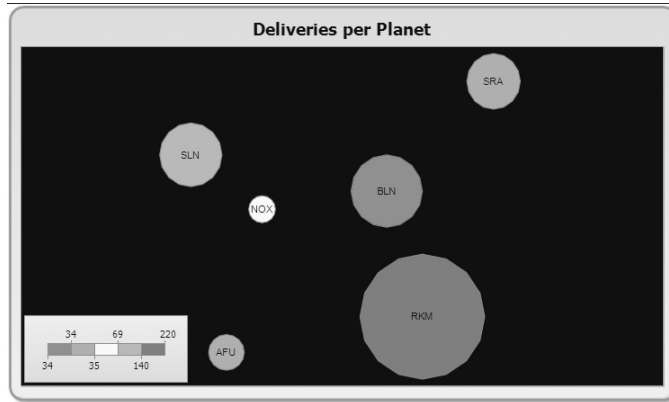 Deliveries per Planet
SRA
SLN
BLN
NOX
RKM
AFU
34 69 220
34 35 140